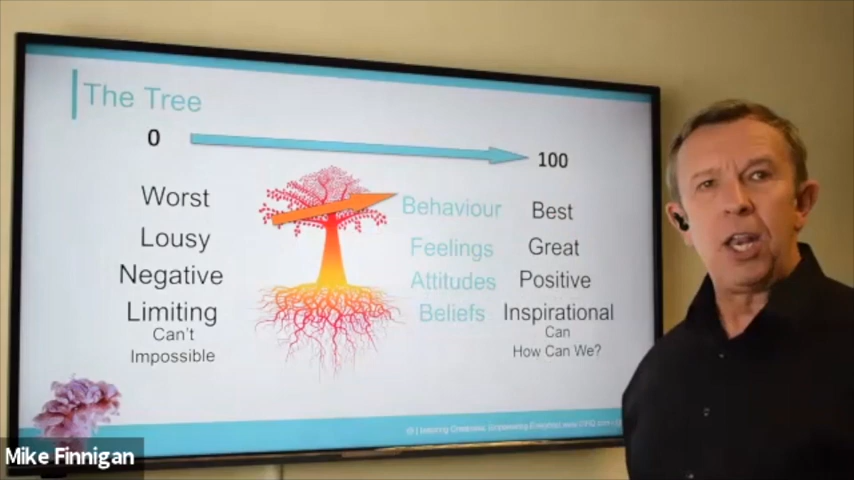 The Tree
0
100
Worst
Behaviour
Best
Lousy
Feelings
Great
Negative
Attitudes
Positive
Limiting
Beliefs
Inspirational
Can't
Can
Impossible
How Can We?
Mike Finnigan